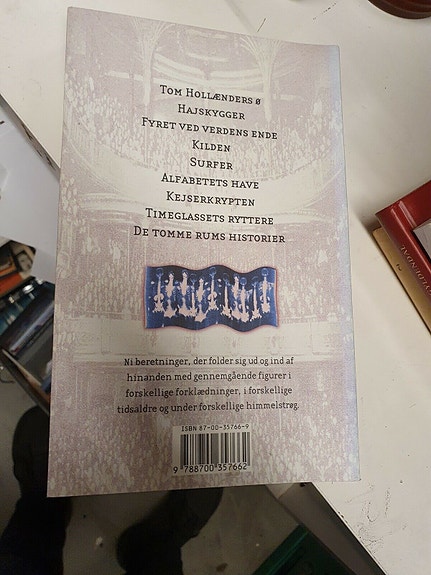 Tom Hollænders ø
Hajskygger
Fyret ved verdens ende
Kilden
Surfer
Alfabetets have
Kejserkrypten
Timeglassets ryttere
De tomme rums historier
Ni beretninger, der folder sig ud og ind af
hinanden med gennemgående figurer i
forskellige forklædninger, i forskellige
tidsaldre og under forskellige himmelstrøg.
ISBN 87-00-35766-9
9 788700 357662
GYLDENDAL